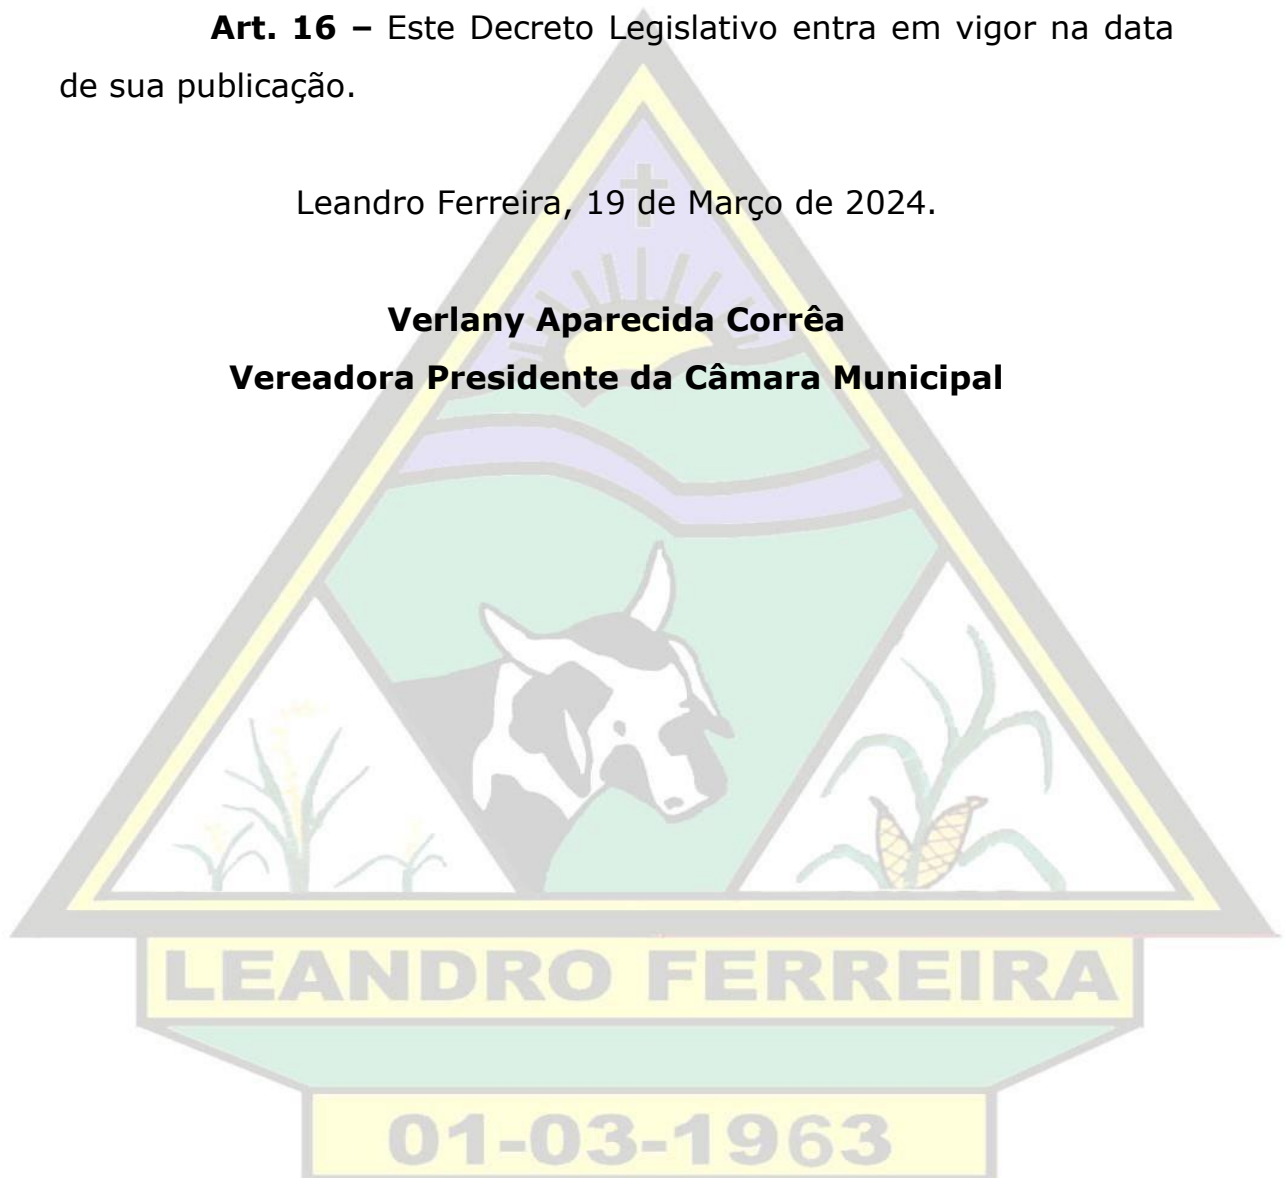 Art. 16 – Este Decreto Legislativo entra em vigor na data
de sua publicação.
Leandro Ferreira, 19 de Março de 2024.
Verlany Aparecida Corrêa
Vereadora Presidente da Câmara Municipal
LEANDRO FERREIRA
01-03-1963